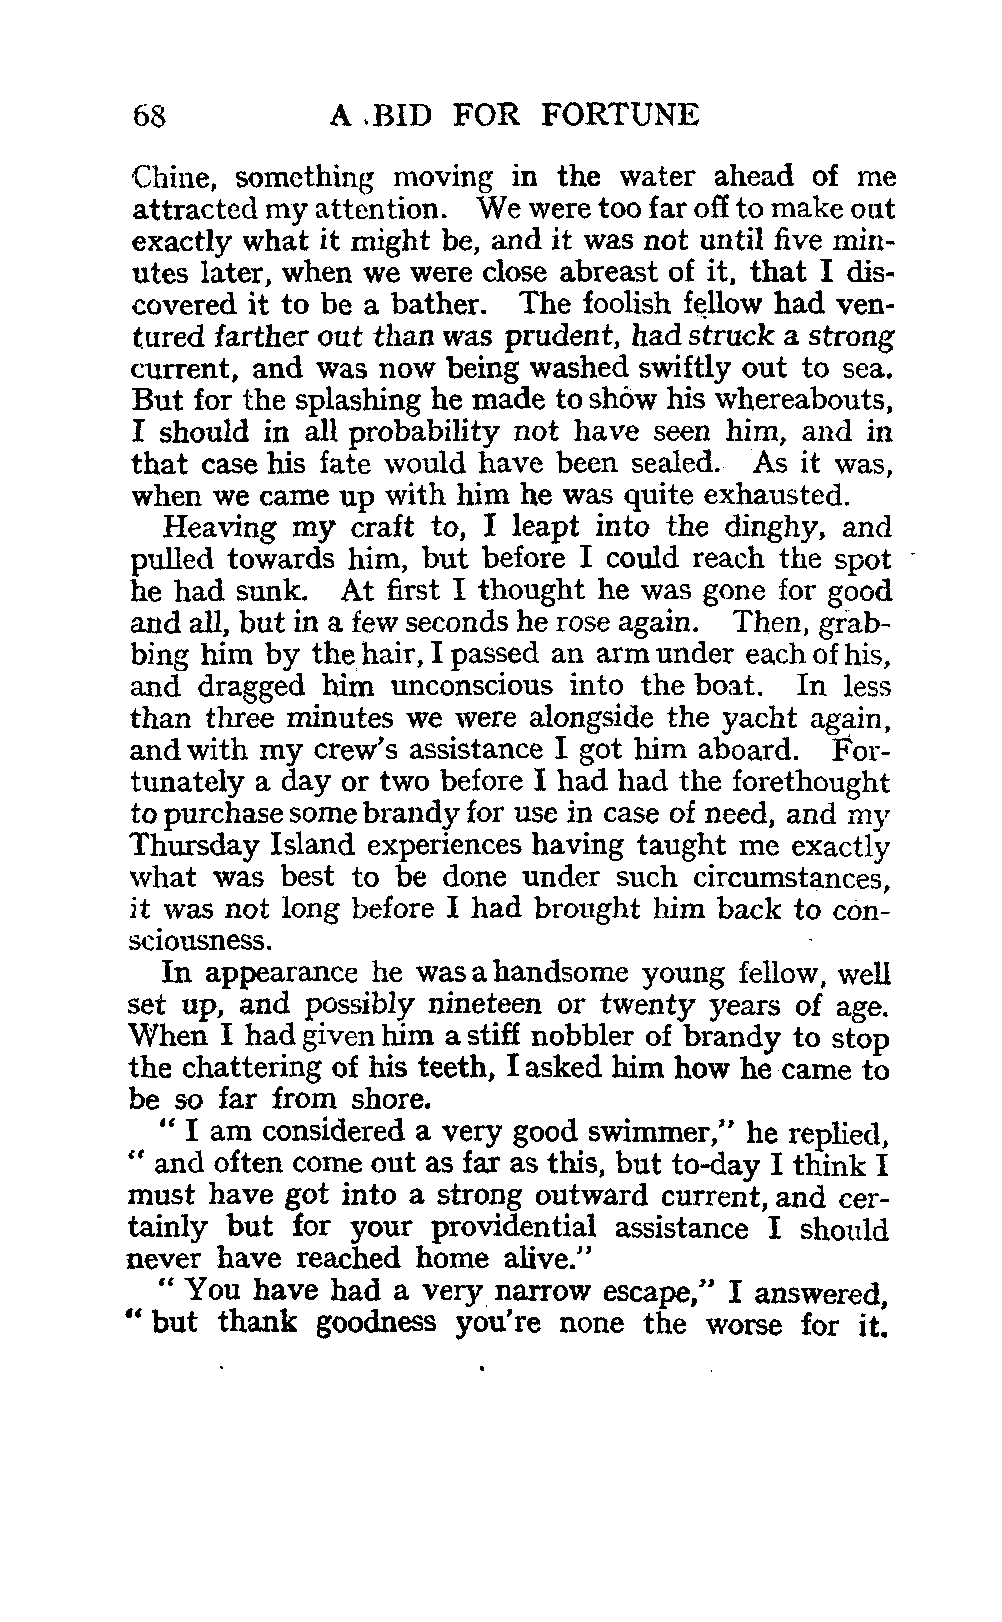 68 A BID FOR FORTUNE
Chine, something moving in the water ahead of me
attracted my attention. We were too far off to make out
exactly what it might be, and it was not until five min-
utes later, when we were close abreast of it, that I dis-
covered it to be a bather. The foolish fellow had ven-
tured farther out than was prudent, had struck a strong
current, and was now being washed swiftly out to sea.
But for the splashing he made to show his whereabouts,
I should in all probability not have seen him, and in
that case his fate would have been sealed. As it was,
when we came up with him he was quite exhausted.
Heaving my craft to, I leapt into the dinghy, and
pulled towards him, but before I could reach the spot
he had sunk. At first I thought he was gone for good
and all, but in a few seconds he rose again. Then, grab-
bing him by the hair, I passed an arm under each of his,
and dragged him unconscious into the boat. In less
than three minutes we were alongside the yacht again,
and with my crew's assistance I got him aboard. For-
tunately a day or two before I had had the forethought
to purchase some brandy for use in case of need, and my
Thursday Island experiences having taught me exactly
what was best to be done under such circumstances,
it was not long before I had brought him back to con-
sciousness.
In appearance he was a handsome young fellow, well
set up, and possibly nineteen or twenty years of age.
When I had given him a stiff nobbler of brandy to stop
the chattering of his teeth, I asked him how he came to
be so far from shore.
" I am considered a very good swimmer," he replied,
" and often come out as far as this, but to-day I think I
must have got into a strong outward current, and cer-
tainly but for your providential assistance I should
never have reached home alive."
" You have had a very narrow escape," I answered,
" but thank goodness you're none the worse for it.